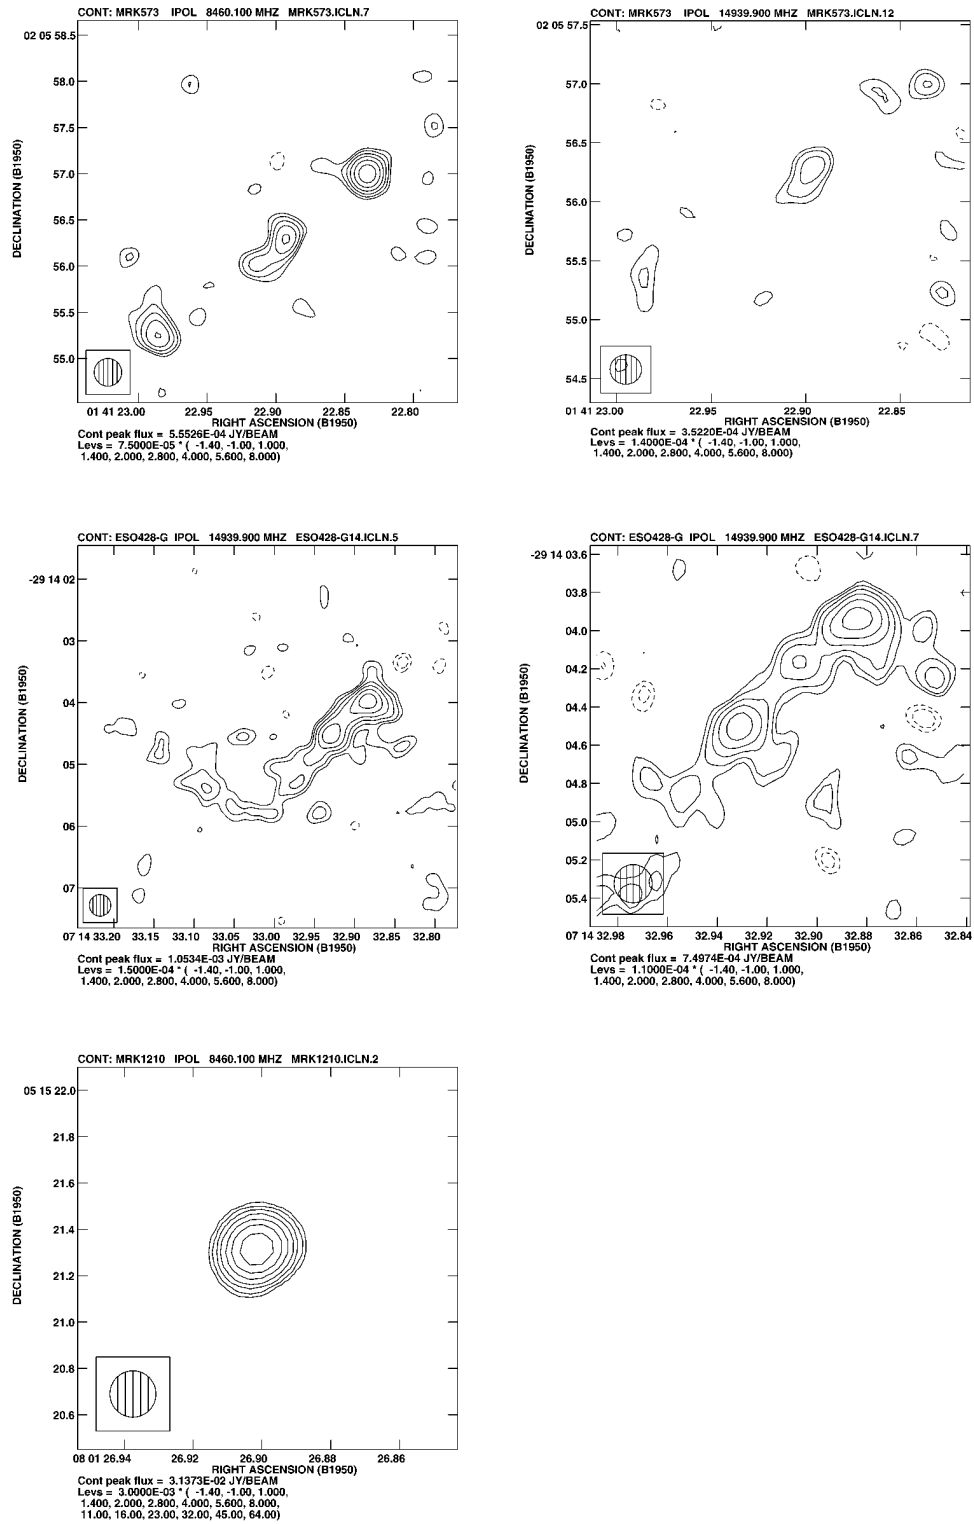 CONT: MRK573 IPOL 8460.100 MHZ MRK573.ICLN.7
02 05 58.5
58.0
57.5
57.0
56.5
56.0
55.5
55.0
DECLINATION (B1950)
01 41 23.00 22.95 22.90 22.85 22.80
RIGHT ASCENSION (B1950)
Cont peak flux = 5.5526E-04 JY/BEAM
Levs = 7.5000E-05 * ( -1.40, -1.00, 1.000,
1.400, 2.000, 2.800, 4.000, 5.600, 8.000)
CONT: MRK573 IPOL 14939.900 MHZ MRK573.ICLN.12
02 05 57.5
57.0
56.5
56.0
55.5
55.0
54.5
DECLINATION (B1950)
01 41 23.00 22.95 22.90 22.85
RIGHT ASCENSION (B1950)
Cont peak flux = 3.5220E-04 JY/BEAM
Levs = 1.4000E-04 * ( -1.40, -1.00, 1.000,
1.400, 2.000, 2.800, 4.000, 5.600, 8.000)
CONT: ESO428-G IPOL 14939.900 MHZ ESO428-G14.ICLN.5
-29 14 02
03
04
05
06
07
DECLINATION (B1950)
07 14 33.20 33.15 33.10 33.05 33.00 32.95 32.90 32.85 32.80
RIGHT ASCENSION (B1950)
Cont peak flux = 1.0534E-03 JY/BEAM
Levs = 1.5000E-04 * ( -1.40, -1.00, 1.000,
1.400, 2.000, 2.800, 4.000, 5.600, 8.000)
CONT: ESO428-G IPOL 14939.900 MHZ ESO428-G14.ICLN.7
-29 14 03.6
03.8
04.0
04.2
04.4
04.6
04.8
05.0
05.2
05.4
DECLINATION (B1950)
07 14 32.98 32.96 32.94 32.92 32.90 32.88 32.86 32.84
RIGHT ASCENSION (B1950)
Cont peak flux = 7.4974E-04 JY/BEAM
Levs = 1.1000E-04 * ( -1.40, -1.00, 1.000,
1.400, 2.000, 2.800, 4.000, 5.600, 8.000)
CONT: MRK1210 IPOL 8460.100 MHZ MRK1210.ICLN.2
05 15 22.0
21.8
21.6
21.4
21.2
21.0
20.8
20.6
DECLINATION (B1950)
08 01 26.94 26.92 26.90 26.88 26.86
RIGHT ASCENSION (B1950)
Cont peak flux = 3.1373E-02 JY/BEAM
Levs = 3.0000E-03 * ( -1.40, -1.00, 1.000,
1.400, 2.000, 2.800, 4.000, 5.600, 8.000,
11.00, 16.00, 23.00, 32.00, 45.00, 64.00)